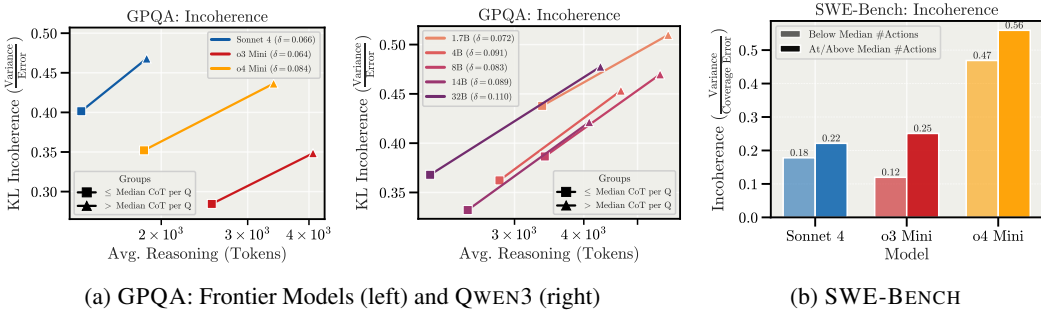 GPQA: Incoherence
KL Incoherence (Variance/Error)
0.50
0.45
0.40
0.35
0.30
Sonnet 4 (δ=0.066)
o3 Mini (δ=0.064)
o4 Mini (δ=0.084)
Groups
≤ Median CoT per Q
> Median CoT per Q
2×10³
3×10³
4×10³
Avg. Reasoning (Tokens)
GPQA: Incoherence
KL Incoherence (Variance/Error)
0.50
0.45
0.40
0.35
1.7B (δ=0.072)
4B (δ=0.091)
8B (δ=0.083)
14B (δ=0.089)
32B (δ=0.110)
Groups
≤ Median CoT per Q
> Median CoT per Q
3×10³
4×10³
Avg. Reasoning (Tokens)
(a) GPQA: Frontier Models (left) and QWEN3 (right)
SWE-Bench: Incoherence
Incoherence (Variance/Coverage Error)
0.5
0.4
0.3
0.2
0.1
0.0
Below Median #Actions
At/Above Median #Actions
0.18
0.22
0.12
0.25
0.47
0.56
Sonnet 4
o3 Mini
o4 Mini
Model
(b) SWE-BENCH